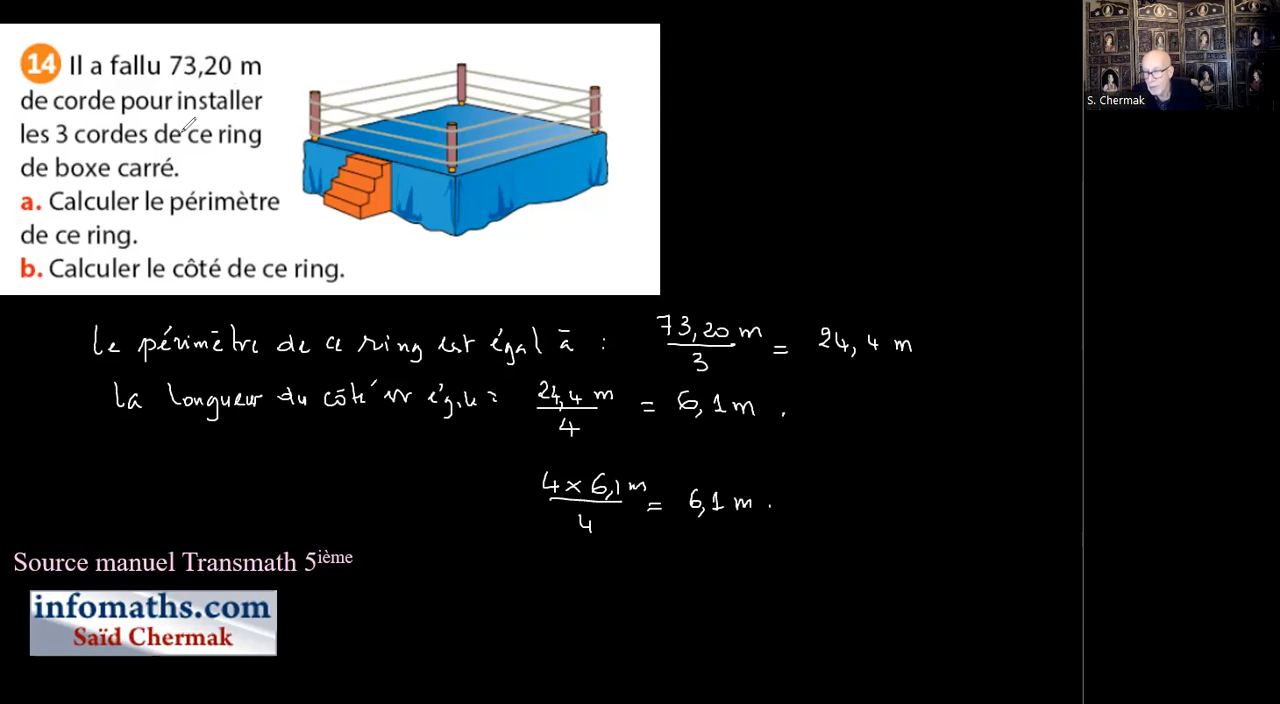 14 Il a fallu 73,20 m
de corde pour installer
les 3 cordes de ce ring
de boxe carré.
a. Calculer le périmètre
de ce ring.
b. Calculer le côté de ce ring.
S. Chermak
Le périmètre de ce ring est égal à : 73,20 m / 3 = 24,4 m
La longueur du côté 24,4 m / 4 = 6,1 m .
4 × 6,1 m / 4 = 6,1 m .
Source manuel Transmath 5ième
infomaths.com
Saïd Chermak